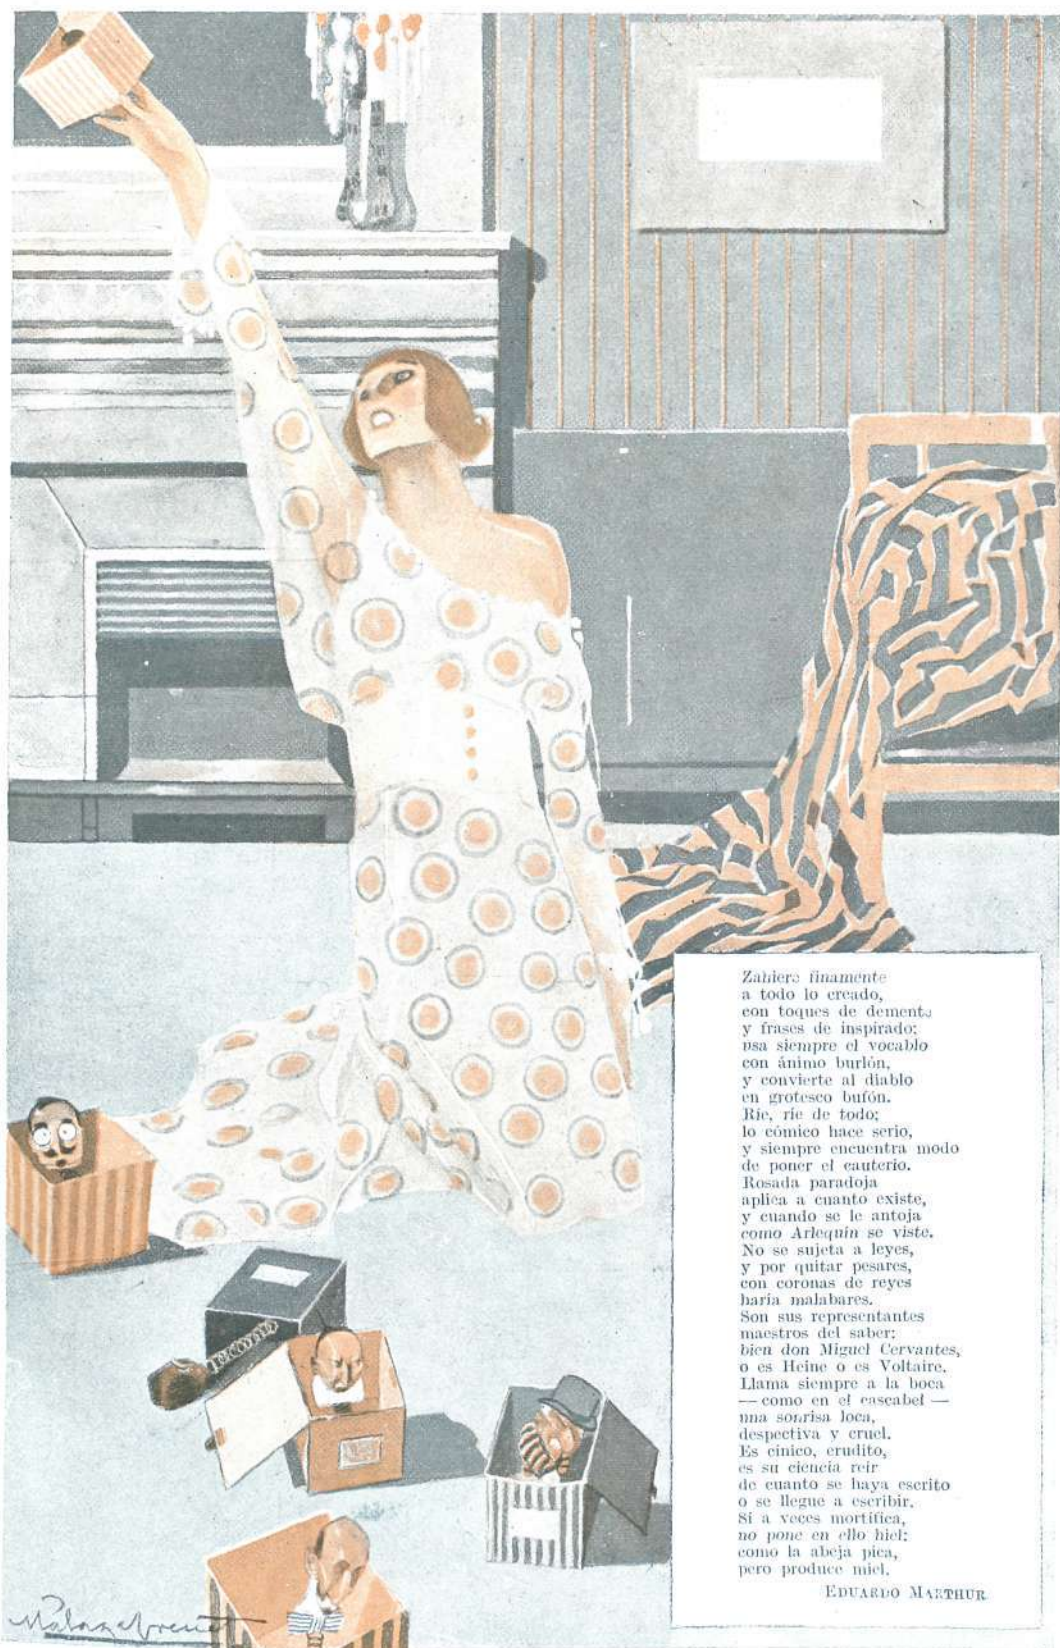 Zahiere finamente
a todo lo creado,
con toques de demente
y frases de inspirado;
usa siempre el vocablo
con ánimo burlón,
y convierte al diablo
en grotesco bufón.
Ríe, ríe de todo;
lo cómico hace serio,
y siempre encuentra modo
de poner el cauterio.
Rosada paradoja
aplica a cuanto existe,
y cuando se le antoja
como Arlequín se viste.
No se sujeta a leyes,
y por quitar pesares,
con coronas de reyes
haría malabares.
Son sus representantes
maestros del saber:
bien don Miguel Cervantes,
o es Heine o es Voltaire.
Llama siempre a la boca
— como en el cascabel —
una sonrisa loca,
despectiva y cruel.
Es cínico, erudito,
es su ciencia reír
de cuanto se haya escrito
o se llegue a escribir.
Si a veces mortifica,
no pone en ello hiel:
como la abeja pica,
pero produce miel.
EDUARDO MARTHUR